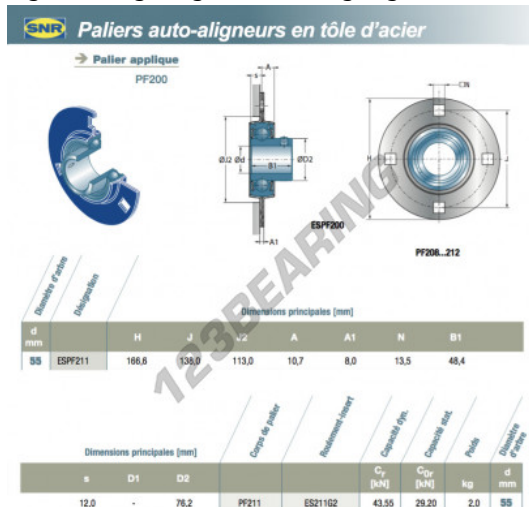 SNR Paliers auto-aligneurs en tôle d'acier
Palier applique
PF200
A
s
□N
ØJ2 Ød B1 ØD2
H
J
A1
ESPF200
PF208...212
123BEARING
Diamètre d'arbre
Désignation
Dimensions principales [mm]
d mm H J J2 A A1 N B1
55 ESPF211 166,6 138,0 113,0 10,7 8,0 13,5 48,4
Corps de palier
Roulement-insert
Capacité dyn.
Capacité stat.
Poids
Diamètre d'arbre
Dimensions principales [mm]
s D1 D2 Cr [kN] C0r [kN] kg d mm
12,0 - 76,2 PF211 ES211G2 43,55 29,20 2,0 55